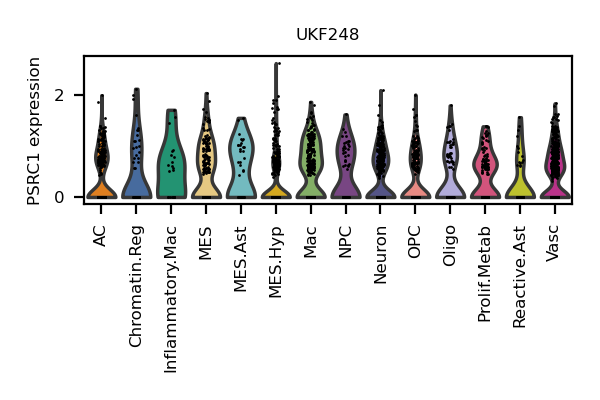 UKF248
PSRC1 expression
2
0
AC
Chromatin.Reg
Inflammatory.Mac
MES
MES.Ast
MES.Hyp
Mac
NPC
Neuron
OPC
Oligo
Prolif.Metab
Reactive.Ast
Vasc